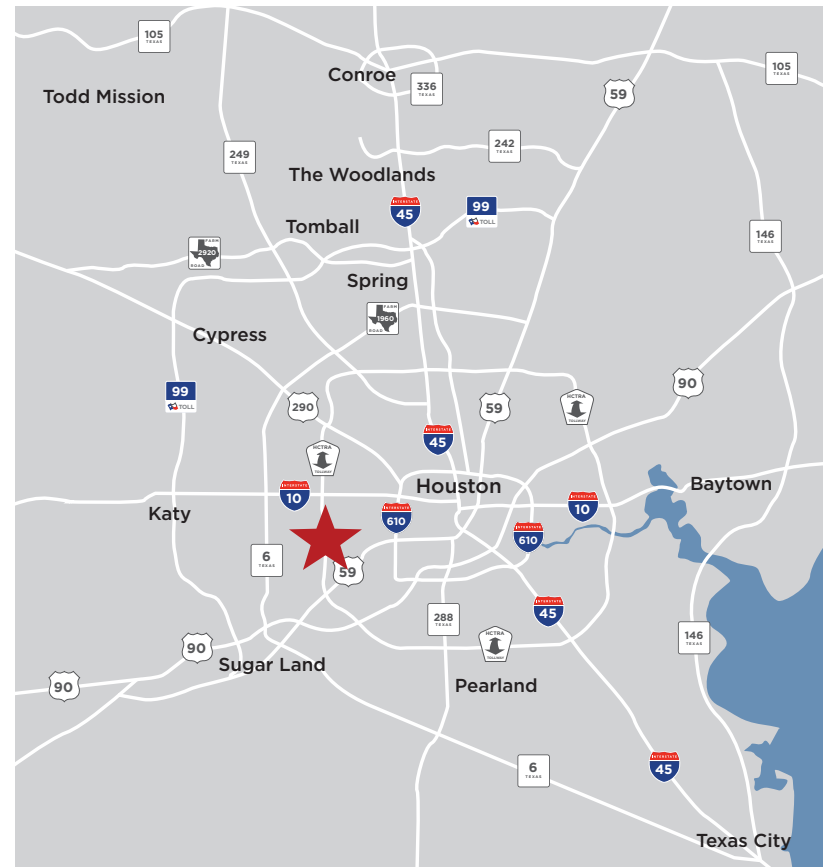 105
TEXAS
Conroe
336
TEXAS
105
TEXAS
59
Todd Mission
242
TEXAS
249
TEXAS
The Woodlands
INTERSTATE
45
99
TOLL
Tomball
146
TEXAS
FARM
2920
ROAD
Spring
FARM
1960
ROAD
Cypress
90
99
TOLL
290
59
HCTRA
TOLLWAY
INTERSTATE
45
HCTRA
TOLLWAY
Houston
Baytown
INTERSTATE
10
INTERSTATE
10
Katy
INTERSTATE
610
INTERSTATE
610
6
TEXAS
59
INTERSTATE
45
288
TEXAS
146
TEXAS
HCTRA
TOLLWAY
90
Sugar Land
90
Pearland
INTERSTATE
45
6
TEXAS
Texas City